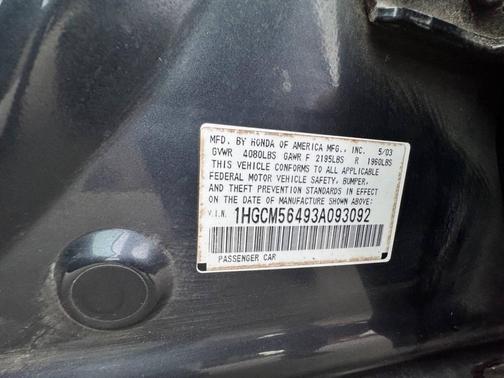 MFD. BY HONDA OF AMERICA MFG., INC. 5/03
GVWR 4080LBS GAWR F 2195LBS R 1960LBS
THIS VEHICLE CONFORMS TO ALL APPLICABLE
FEDERAL MOTOR VEHICLE SAFETY, BUMPER,
AND THEFT PREVENTION STANDARDS IN EFFECT
ON THE DATE OF MANUFACTURE SHOWN ABOVE.
V.I.N. 1HGCM56493A093092
PASSENGER CAR